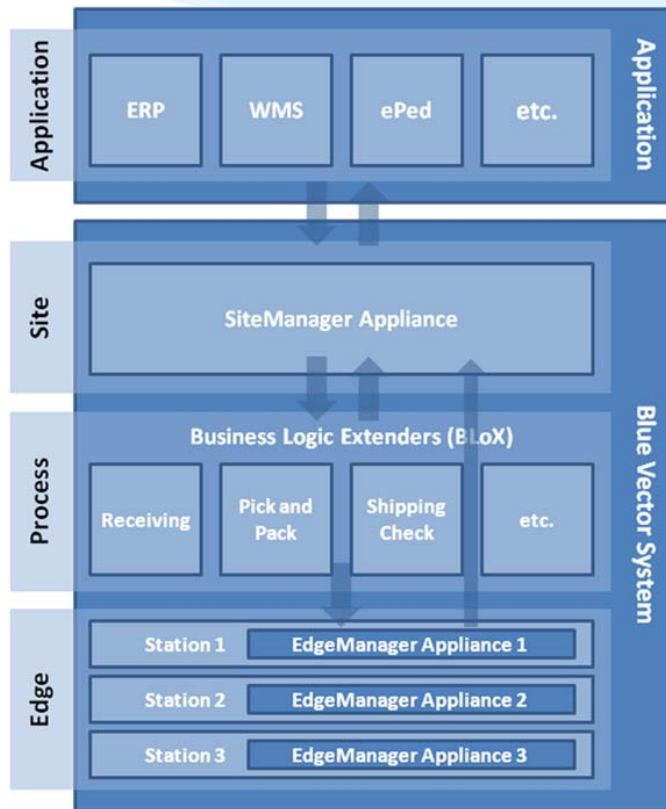 Application
ERP
WMS
ePed
etc.
Application
Site
SiteManager Appliance
Process
Business Logic Extenders (BLoX)
Receiving
Pick and
Pack
Shipping
Check
etc.
Blue Vector System
Edge
Station 1 EdgeManager Appliance 1
Station 2 EdgeManager Appliance 2
Station 3 EdgeManager Appliance 3